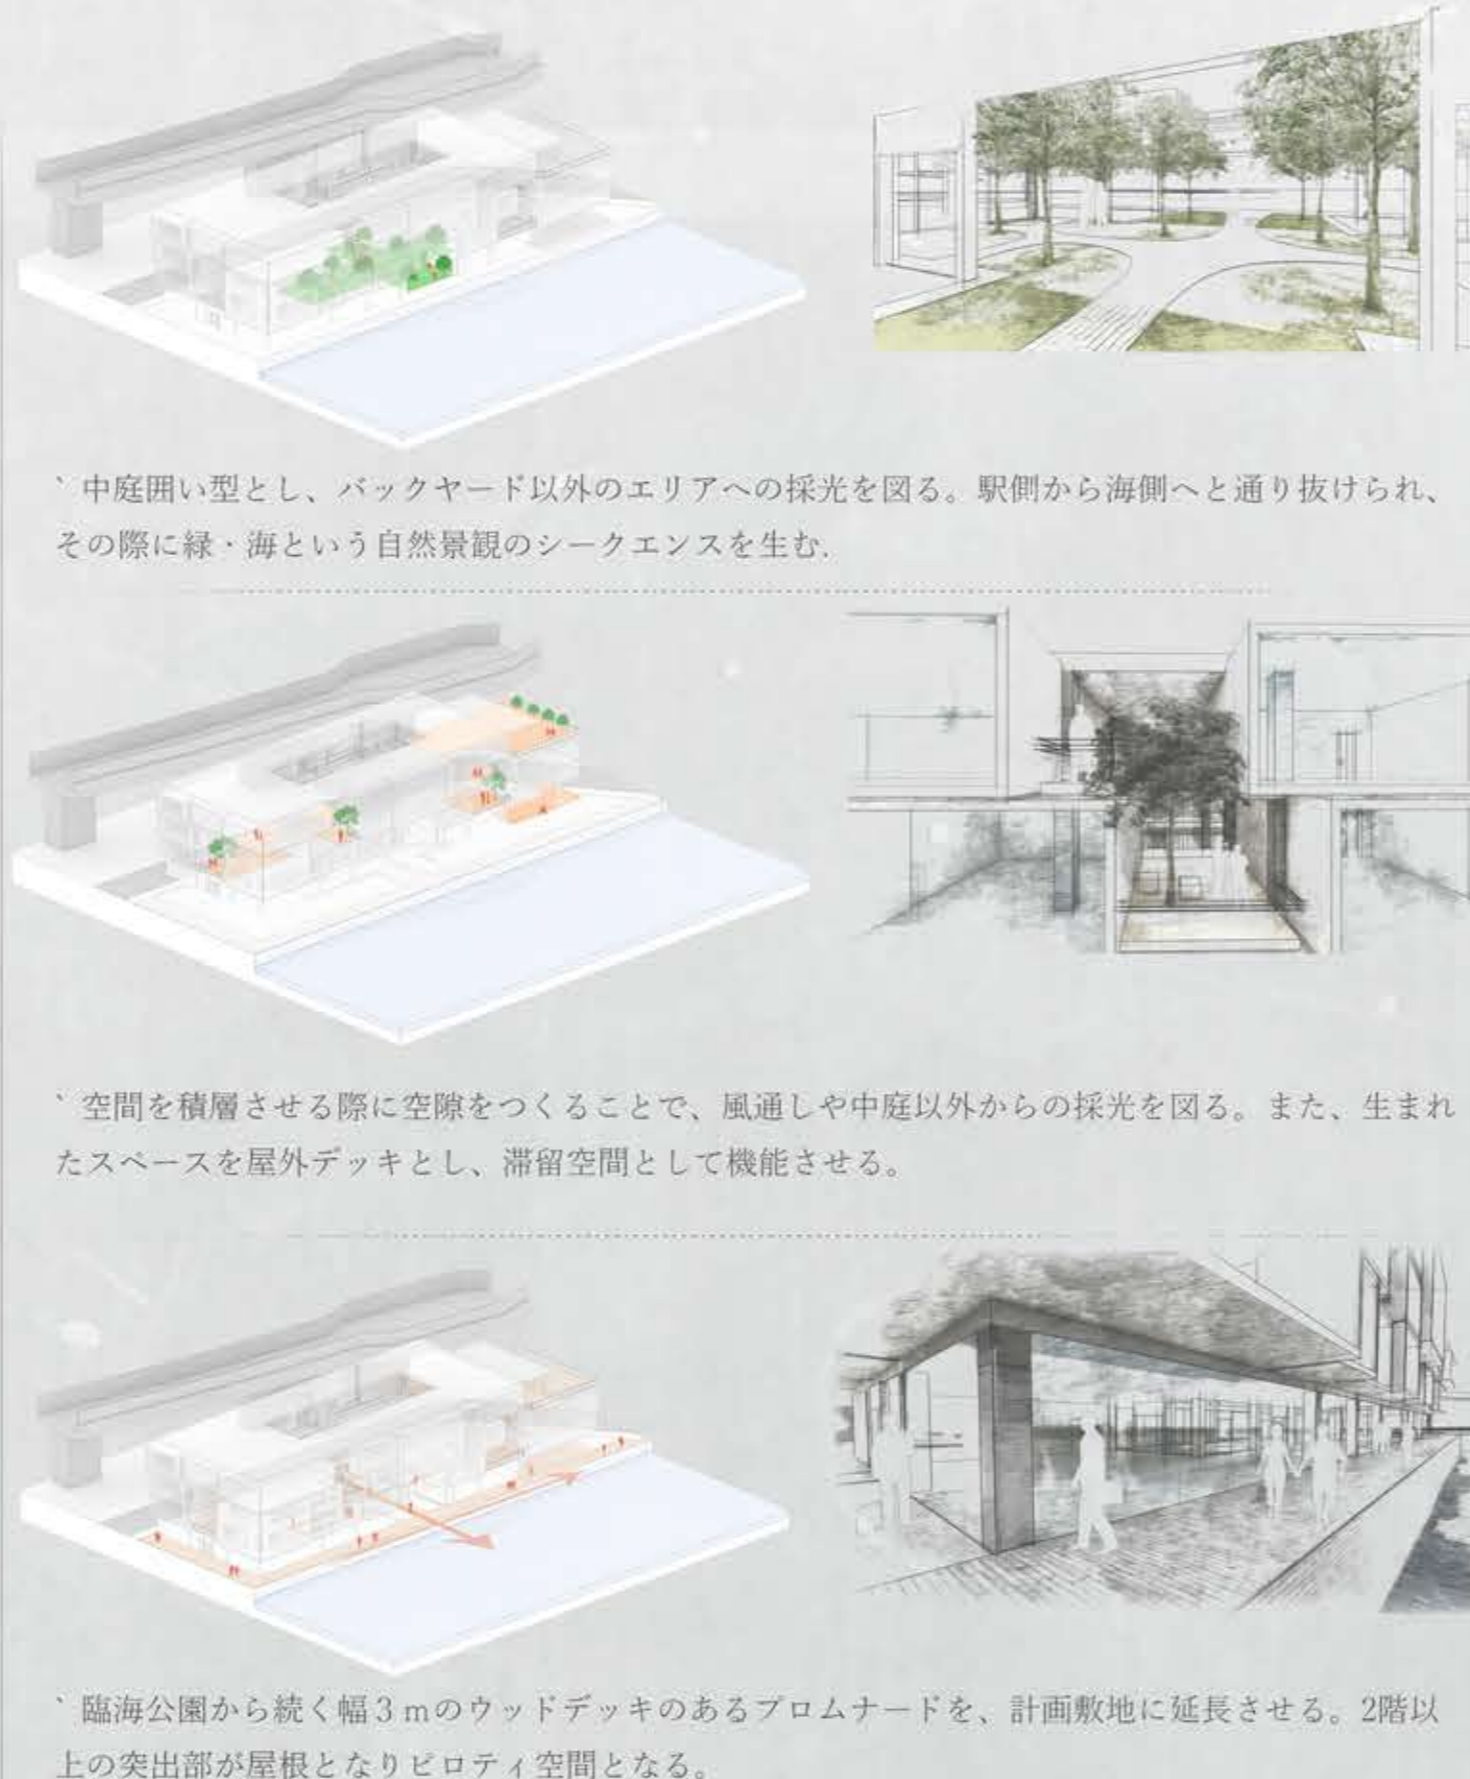 ` 中庭囲い型とし、バックヤード以外のエリアへの採光を図る。駅側から海側へと通り抜けられ、
その際に緑・海という自然景観のシークエンスを生む.
` 空間を積層させる際に空隙をつくることで、風通しや中庭以外からの採光を図る。また、生まれ
たスペースを屋外デッキとし、滞留空間として機能させる。
` 臨海公園から続く幅3mのウッドデッキのあるプロムナードを、計画敷地に延長させる。2階以
上の突出部が屋根となりピロティ空間となる。